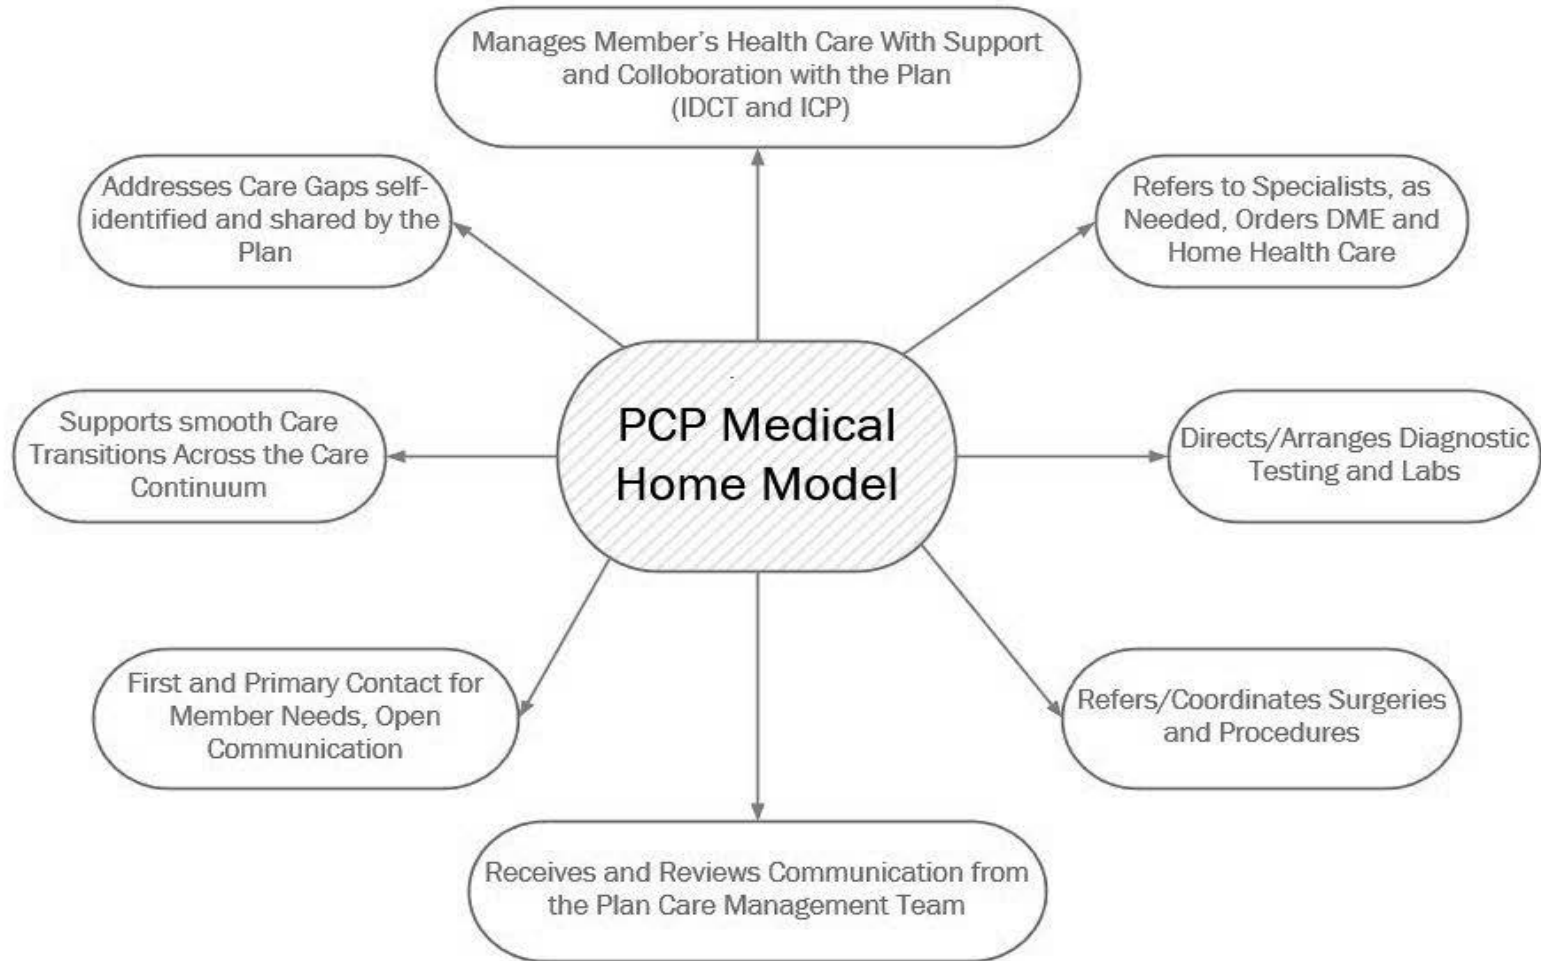 Manages Member's Health Care With Support
and Colloboration with the Plan
(IDCT and ICP)
Addresses Care Gaps self-
identified and shared by the
Plan
Refers to Specialists, as
Needed, Orders DME and
Home Health Care
Supports smooth Care
Transitions Across the Care
Continuum
PCP Medical
Home Model
Directs/Arranges Diagnostic
Testing and Labs
First and Primary Contact for
Member Needs, Open
Communication
Refers/Coordinates Surgeries
and Procedures
Receives and Reviews Communication from
the Plan Care Management Team